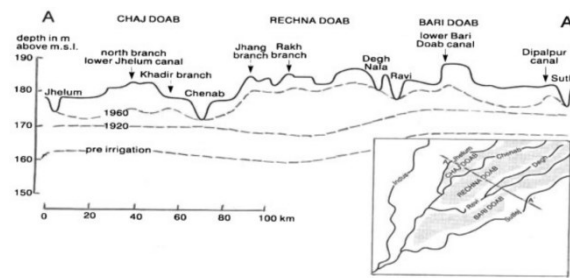 A
CHAJ DOAB
RECHNA DOAB
BARI DOAB
A
depth in m
above m.s.l.
north branch
lower Jhelum canal
Khadir branch
Jhelum
Chenab
Jhang
branch
Rakh
branch
Degh
Nala
Ravi
lower Bari
Doab canal
Dipalpur
canal
Sutl
190
180
170
160
150
1960
1920
pre irrigation
0
20
40
60
80
100 km
Indus
Jhelum
CHAJ DOAB
Chenab
RECHNA DOAB
Degh
Ravi
BARI DOAB
Sutlej